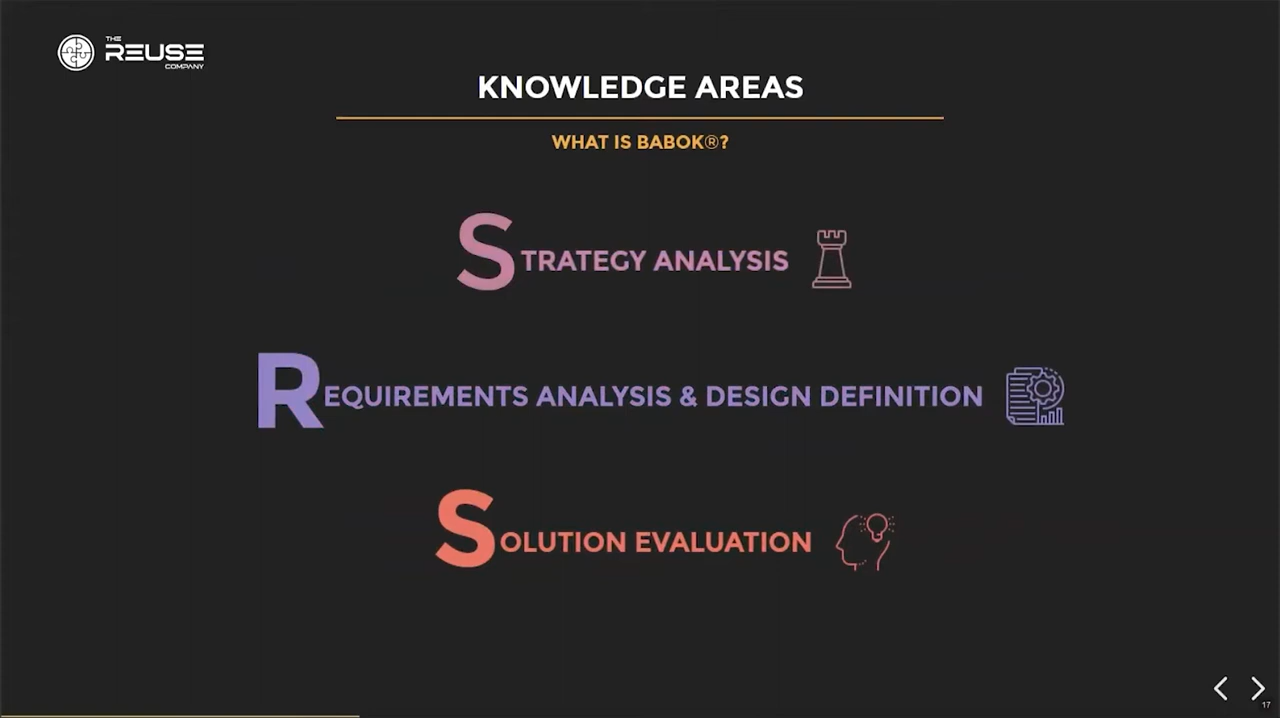 THE
REUSE
COMPANY
KNOWLEDGE AREAS
WHAT IS BABOK®?
STRATEGY ANALYSIS
REQUIREMENTS ANALYSIS & DESIGN DEFINITION
SOLUTION EVALUATION
17